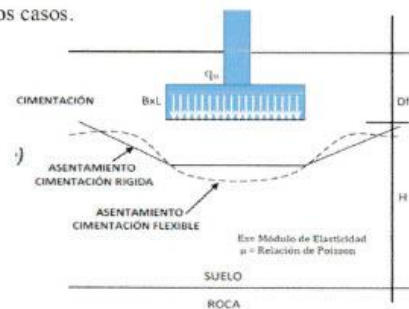 os casos.
q₀
CIMENTACIÓN
BxL
Df
ASENTAMIENTO
CIMENTACIÓN RIGIDA
ASENTAMIENTO
CIMENTACIÓN FLEXIBLE
H
Es= Módulo de Elasticidad
μ = Relación de Poisson
SUELO
ROCA